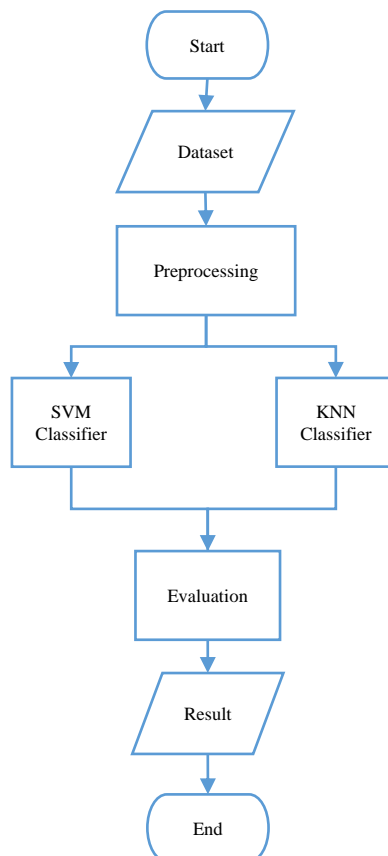 Start
Dataset
Preprocessing
SVM
Classifier
KNN
Classifier
Evaluation
Result
End